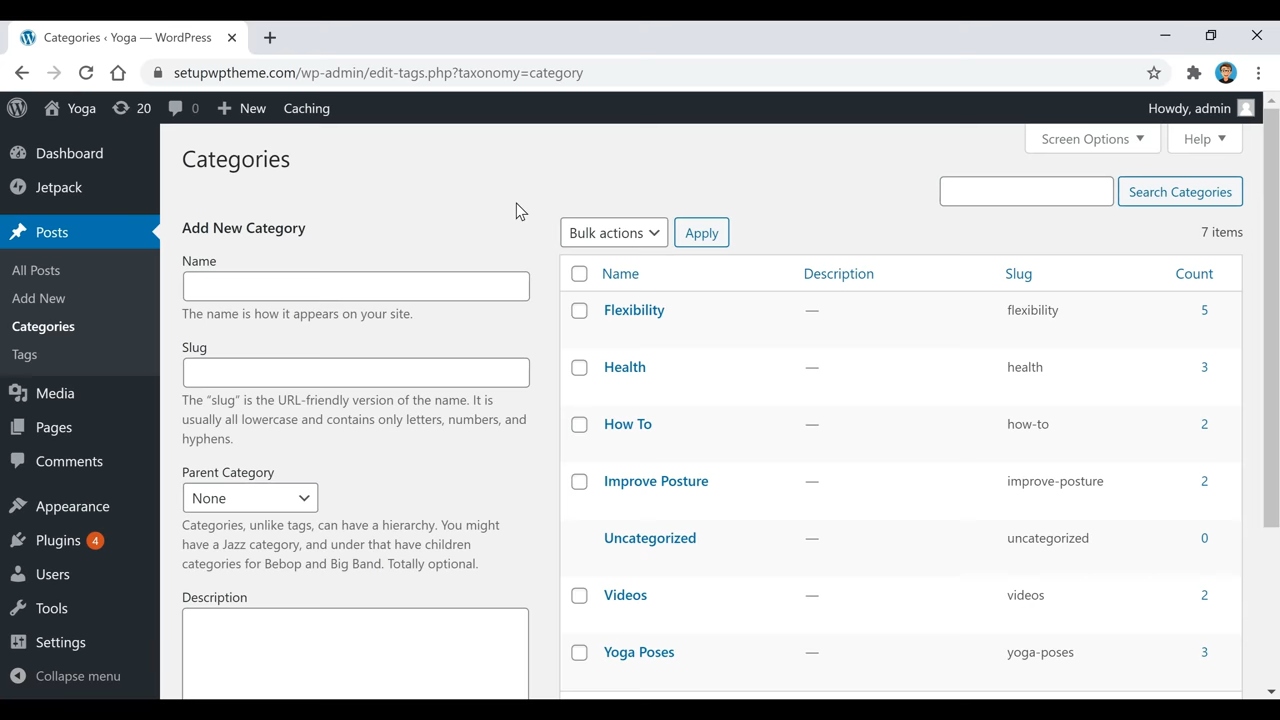 Categories ‹ Yoga — WordPress
setupwptheme.com/wp-admin/edit-tags.php?taxonomy=category
Yoga 20 0 New Caching Howdy, admin
Dashboard
Jetpack
Posts
All Posts
Add New
Categories
Tags
Media
Pages
Comments
Appearance
Plugins 4
Users
Tools
Settings
Collapse menu
Screen Options Help
Categories
Search Categories
Add New Category
Name
The name is how it appears on your site.
Slug
The “slug” is the URL-friendly version of the name. It is
usually all lowercase and contains only letters, numbers, and
hyphens.
Parent Category
None
Categories, unlike tags, can have a hierarchy. You might
have a Jazz category, and under that have children
categories for Bebop and Big Band. Totally optional.
Description
Bulk actions Apply 7 items
Name Description Slug Count
Flexibility — flexibility 5
Health — health 3
How To — how-to 2
Improve Posture — improve-posture 2
Uncategorized — uncategorized 0
Videos — videos 2
Yoga Poses — yoga-poses 3